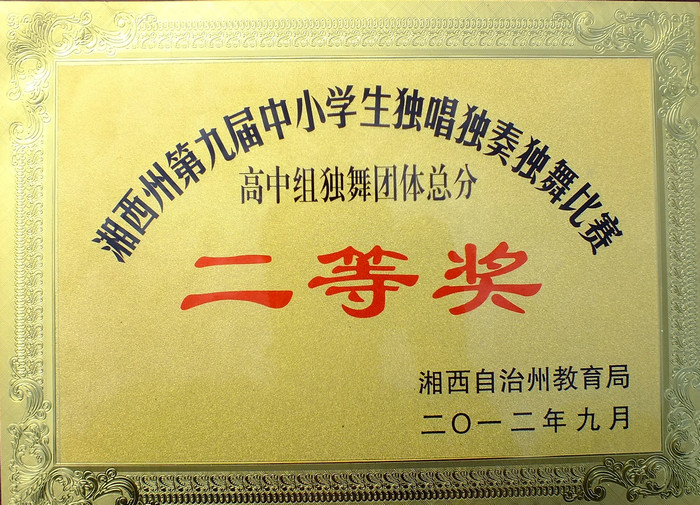 湘西州第九届中小学生独唱独奏独舞比赛
高中组独舞团体总分
二等奖
湘西自治州教育局
二〇一二年九月